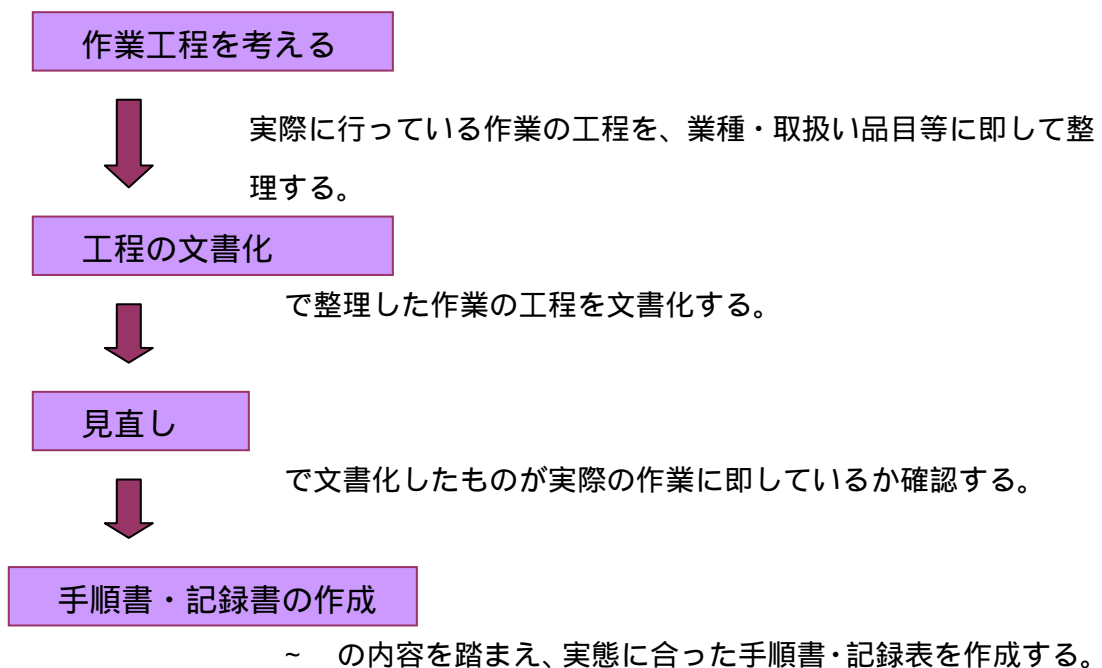 作業工程を考える
実際に行っている作業の工程を、業種・取扱い品目等に即して整
理する。
工程の文書化
で整理した作業の工程を文書化する。
見直し
で文書化したものが実際の作業に即しているか確認する。
手順書・記録書の作成
~ の内容を踏まえ、実態に合った手順書・記録表を作成する。